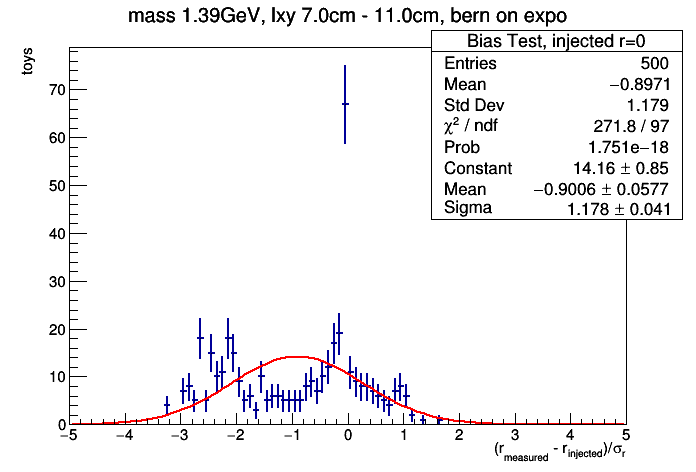 mass 1.39GeV, lxy 7.0cm - 11.0cm, bern on expo
Bias Test, injected r=0
Entries 500
Mean −0.8971
Std Dev 1.179
χ² / ndf 271.8 / 97
Prob 1.751e−18
Constant 14.16 ± 0.85
Mean −0.9006 ± 0.0577
Sigma 1.178 ± 0.041
toys
70
60
50
40
30
20
10
0
−5 −4 −3 −2 −1 0 1 2 3 4 5
(r_measured - r_injected)/σ_r